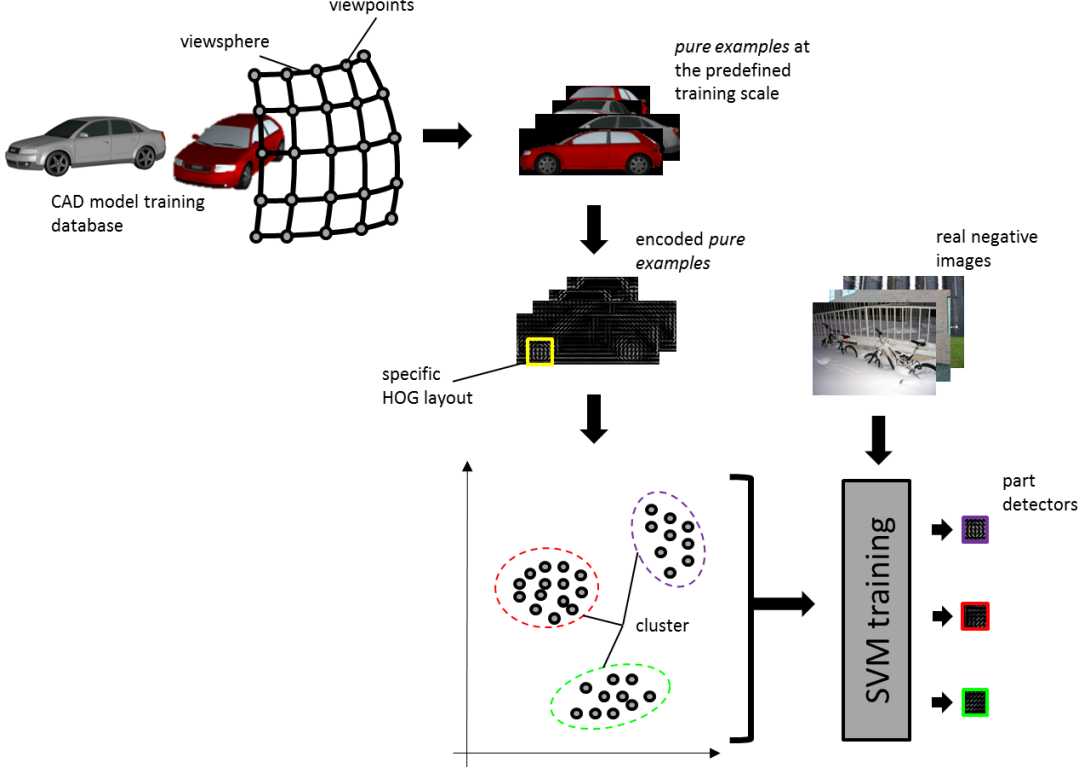 viewpoints
viewsphere
pure examples at
the predefined
training scale
CAD model training
database
encoded pure
examples
real negative
images
specific
HOG layout
part
detectors
cluster
SVM training